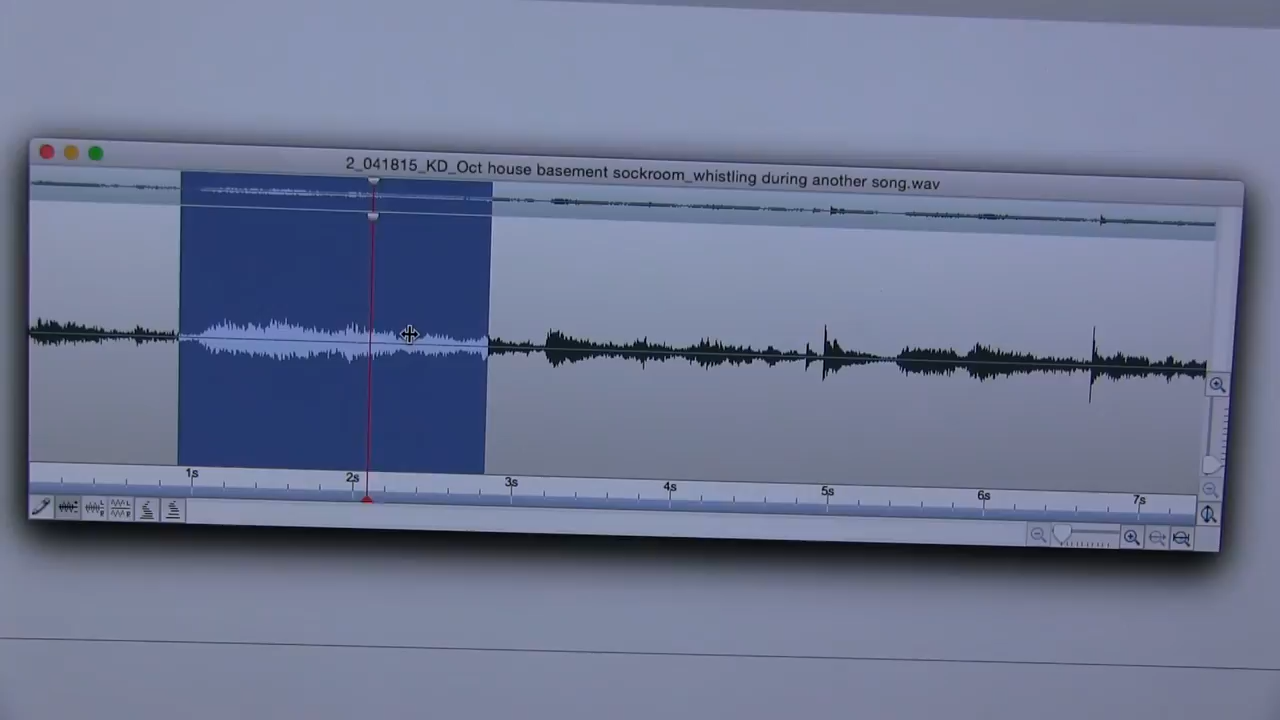 2_041815_KD_Oct house basement sockroom_whistling during another song.wav
1s 2s 3s 4s 5s 6s 7s